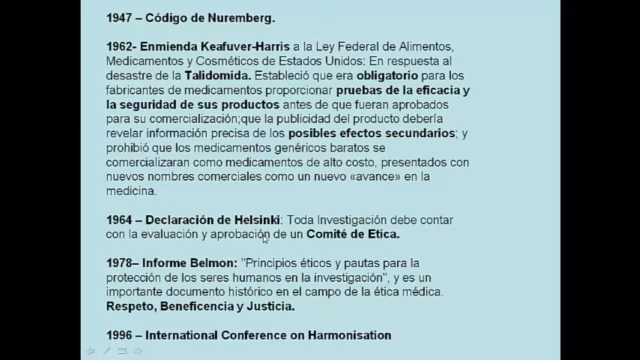 1947 – Código de Nuremberg.
1962- Enmienda Keafuver-Harris a la Ley Federal de Alimentos,
Medicamentos y Cosméticos de Estados Unidos: En respuesta al
desastre de la Talidomida. Estableció que era obligatorio para los
fabricantes de medicamentos proporcionar pruebas de la eficacia y
la seguridad de sus productos antes de que fueran aprobados
para su comercialización;que la publicidad del producto debería
revelar información precisa de los posibles efectos secundarios; y
prohibió que los medicamentos genéricos baratos se
comercializaran como medicamentos de alto costo, presentados con
nuevos nombres comerciales como un nuevo «avance» en la
medicina.
1964 – Declaración de Helsinki: Toda Investigación debe contar
con la evaluación y aprobación de un Comité de Etica.
1978– Informe Belmon: "Principios éticos y pautas para la
protección de los seres humanos en la investigación", y es un
importante documento histórico en el campo de la ética médica.
Respeto, Beneficencia y Justicia.
1996 – International Conference on Harmonisation